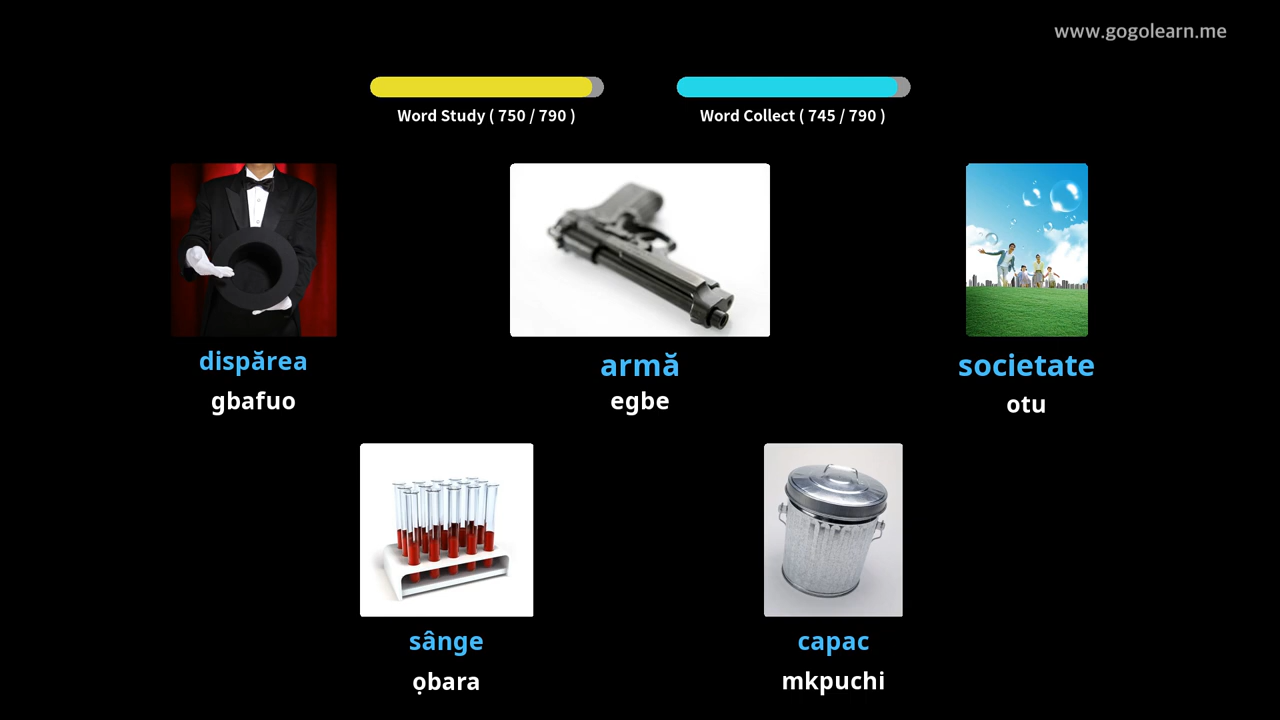 www.gogolearn.me
Word Study ( 750 / 790 )
Word Collect ( 745 / 790 )
dispărea
armă
societate
gbafuo
egbe
otu
sânge
capac
ọbara
mkpuchi